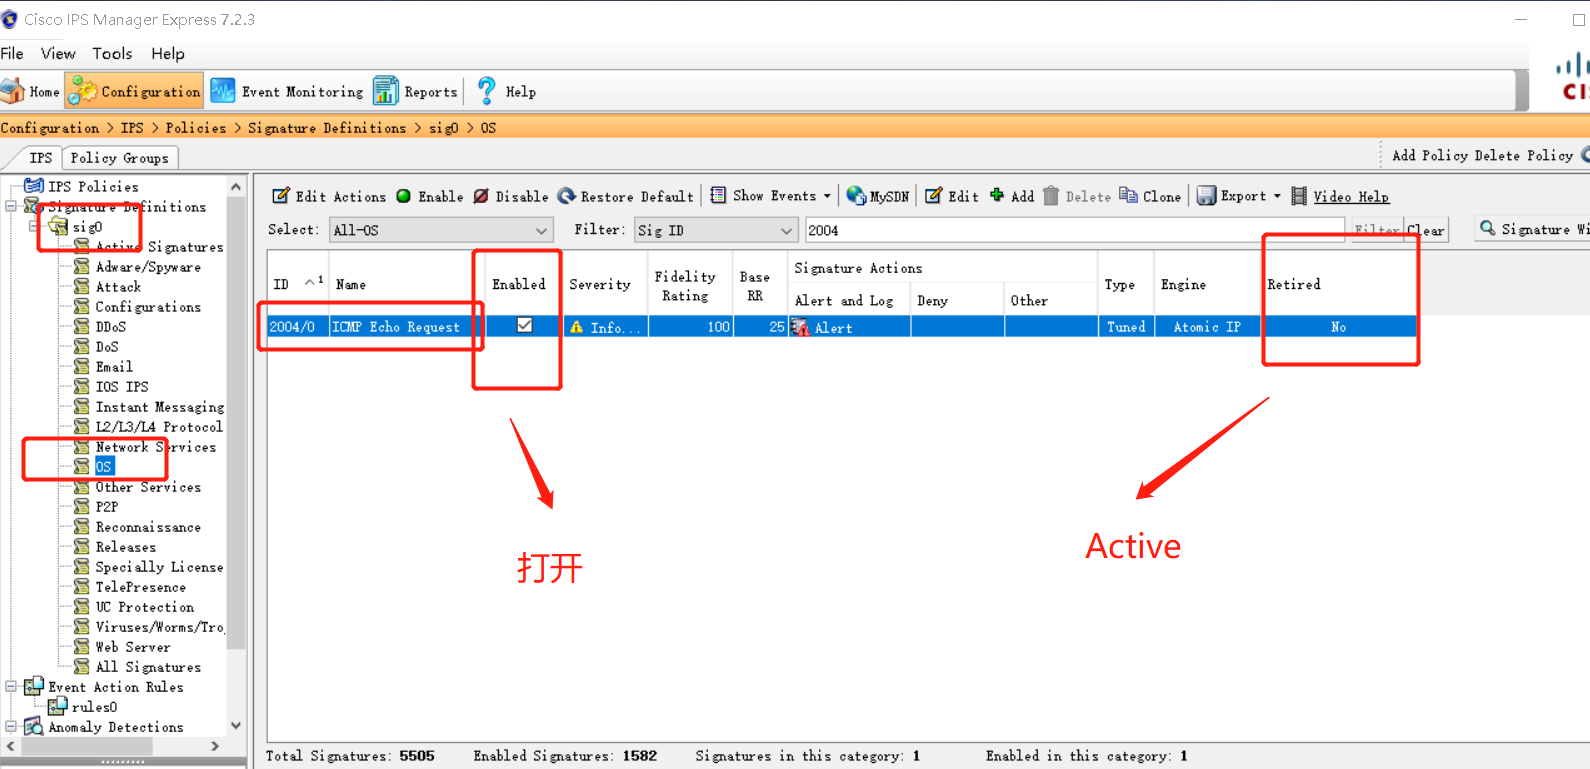 Cisco IPS Manager Express 7.2.3
File View Tools Help
Home Configuration Event Monitoring Reports Help
CI
Configuration > IPS > Policies > Signature Definitions > sig0 > OS
IPS Policy Groups
Add Policy Delete Policy
IPS Policies
Signature Definitions
sig0
Active Signatures
Adware/Spyware
Attack
Configurations
DDoS
DoS
Email
IOS IPS
Instant Messaging
L2/L3/L4 Protocol
Network Services
OS
Other Services
P2P
Reconnaissance
Releases
Specially License
TelePresence
UC Protection
Viruses/Worms/Tro
Web Server
All Signatures
Event Action Rules
rules0
Anomaly Detections
Edit Actions Enable Disable Restore Default Show Events MySDN Edit Add Delete Clone Export Video Help
Select: All-OS Filter: Sig ID 2004 Filter Clear Signature Wi
ID 1 Name Enabled Severity Fidelity Rating Base RR Signature Actions Type Engine Retired
Alert and Log Deny Other
2004/0 ICMP Echo Request Info... 100 25 Alert Tuned Atomic IP No
打开
Active
Total Signatures: 5505 Enabled Signatures: 1582 Signatures in this category: 1 Enabled in this category: 1